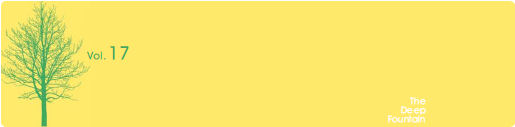 Vol. 17
The
Deep
Fountain